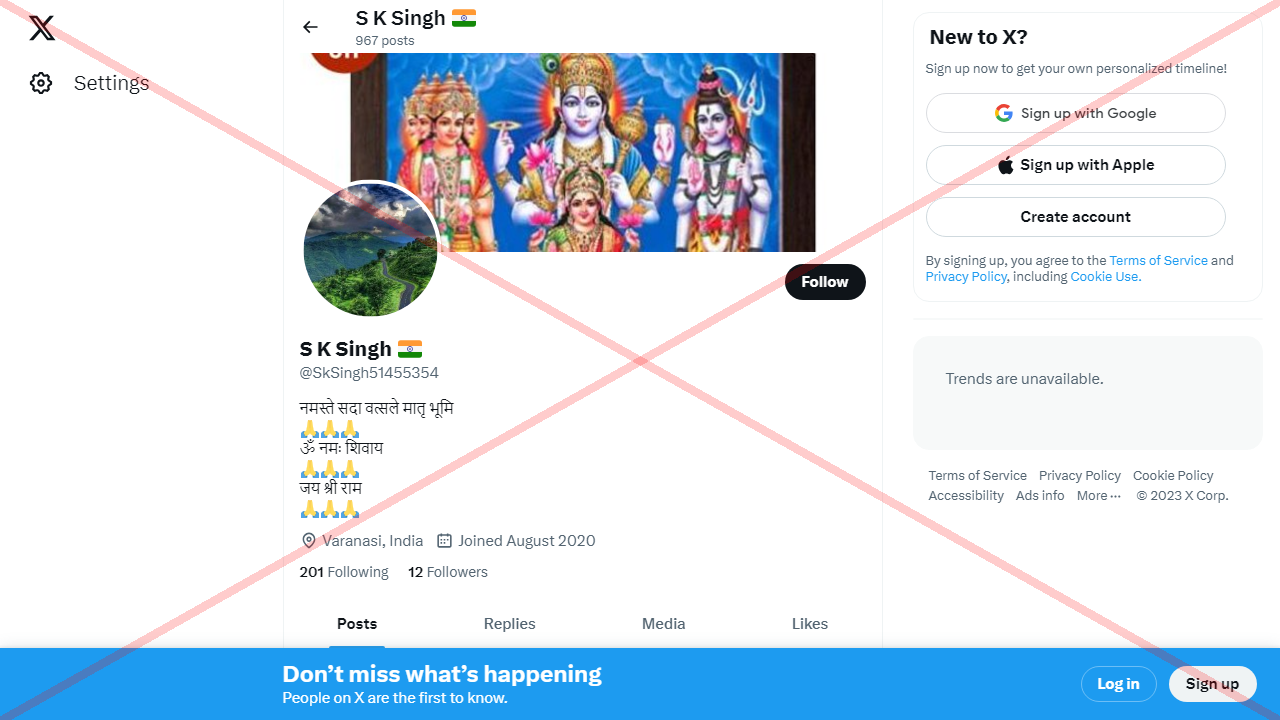 S K Singh 🇮🇳
967 posts
Settings
S K Singh 🇮🇳
@SkSingh51455354
Follow
नमस्ते सदा वत्सले मातृ भूमि
🙏🙏🙏
ॐ नमः शिवाय
🙏🙏🙏
जय श्री राम
🙏🙏🙏
Varanasi, India Joined August 2020
201 Following 12 Followers
Posts Replies Media Likes
New to X?
Sign up now to get your own personalized timeline!
Sign up with Google
Sign up with Apple
Create account
By signing up, you agree to the Terms of Service and
Privacy Policy, including Cookie Use.
Trends are unavailable.
Terms of Service Privacy Policy Cookie Policy
Accessibility Ads info More ··· © 2023 X Corp.
Don’t miss what’s happening
People on X are the first to know.
Log in Sign up